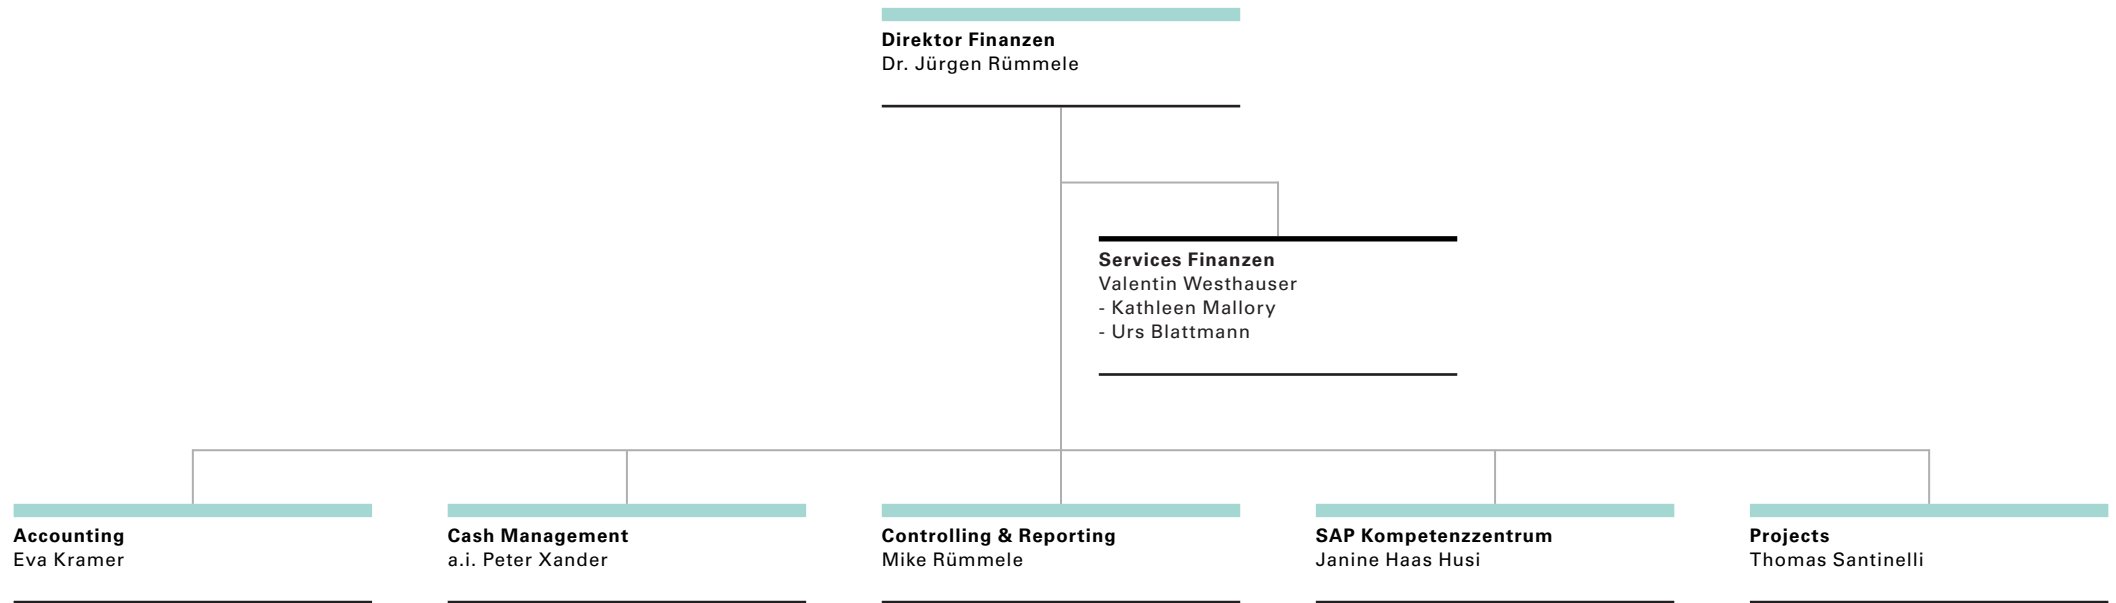 Direktor Finanzen
Dr. Jürgen Rümmele
Services Finanzen
Valentin Westhauser
- Kathleen Mallory
- Urs Blattmann
Accounting
Eva Kramer
Cash Management
a.i. Peter Xander
Controlling & Reporting
Mike Rümmele
SAP Kompetenzzentrum
Janine Haas Husi
Projects
Thomas Santinelli